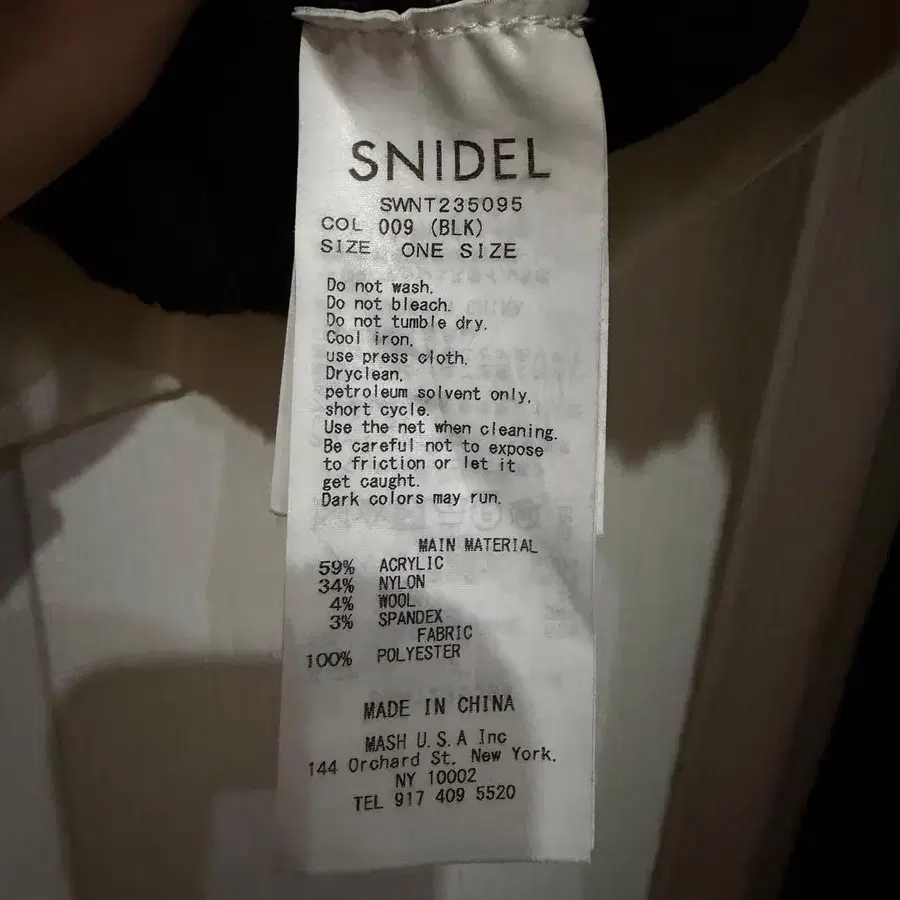 SNIDEL
SWNT235095
COL 009 (BLK)
SIZE ONE SIZE
Do not wash.
Do not bleach.
Do not tumble dry.
Cool iron,
use press cloth.
Dryclean,
petroleum solvent only,
short cycle.
Use the net when cleaning.
Be careful not to expose
to friction or let it
get caught.
Dark colors may run.
MAIN MATERIAL
59% ACRYLIC
34% NYLON
4% WOOL
3% SPANDEX
FABRIC
100% POLYESTER
MADE IN CHINA
MASH U.S.A Inc
144 Orchard St. New York.
NY 10002
TEL 917 409 5520